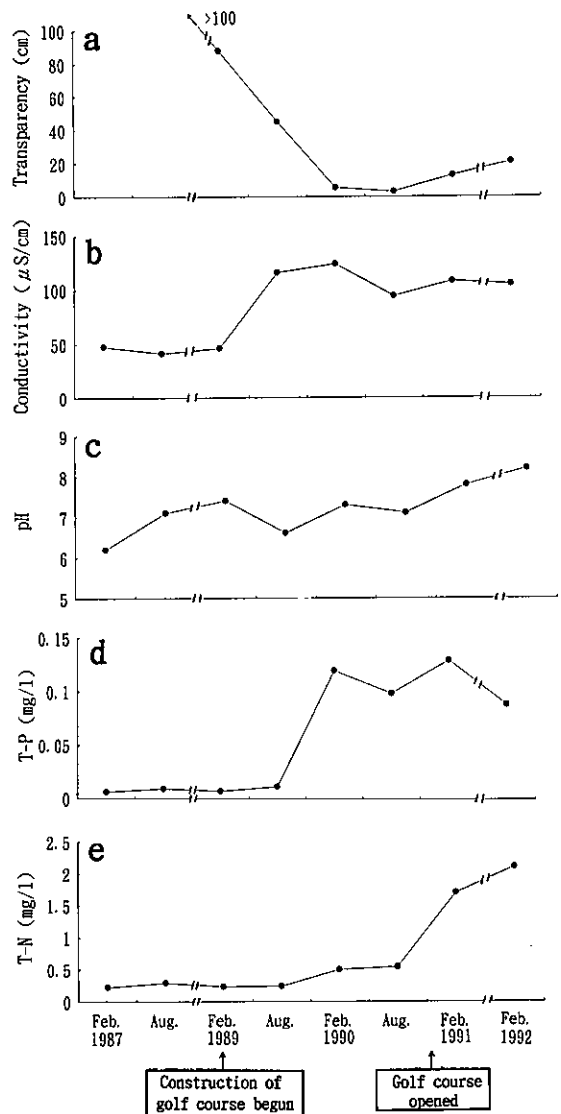 >100
a
Transparency (cm)
100
80
60
40
20
0
b
Conductivity (μS/cm)
150
100
50
0
c
pH
9
8
7
6
5
d
T-P (mg/l)
0.15
0.1
0.05
0
e
T-N (mg/l)
2.5
2
1.5
1
0.5
0
Feb. Aug. Feb. Aug. Feb. Aug. Feb. Feb.
1987 1989 1990 1991 1992
Construction of
golf course begun
Golf course
opened